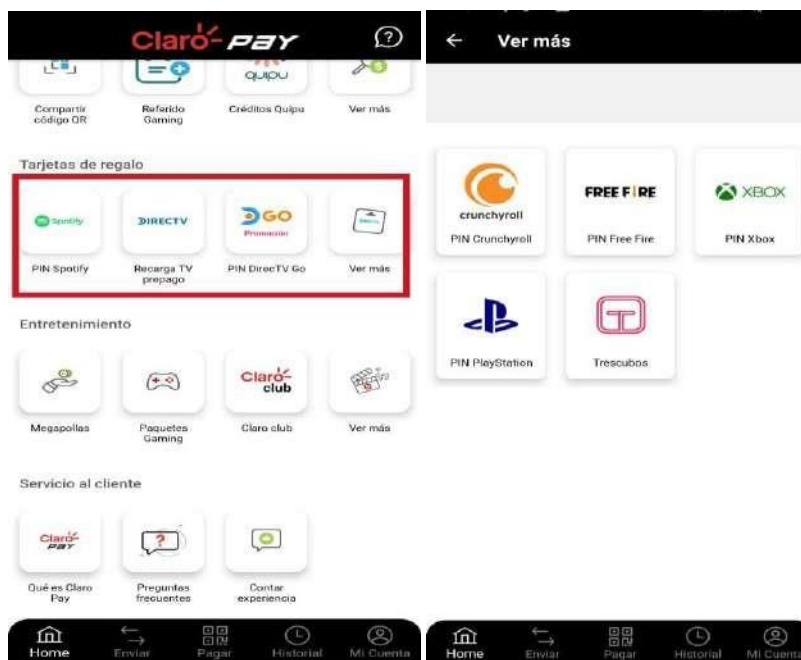 Claro- PAY
QUIPU
Compartir código QR
Referido Gaming
Créditos Quipu
Ver más
Tarjetas de regalo
Spotify
DIRECTV
GO
Promoción
PIN Spotify
Recarga TV prepago
PIN DirecTV Go
Ver más
Entretenimiento
Claro- club
Megapollas
Paquetes Gaming
Claro club
Ver más
Servicio al cliente
Claro- PAY
?
Qué es Claro Pay
Preguntas frecuentes
Contar experiencia
Home
Enviar
Pagar
Historial
Mi Cuenta
Ver más
crunchyroll
FREE FIRE
XBOX
PIN Crunchyroll
PIN Free Fire
PIN Xbox
PIN PlayStation
Trescubos
Home
Enviar
Pagar
Historial
Mi Cuenta